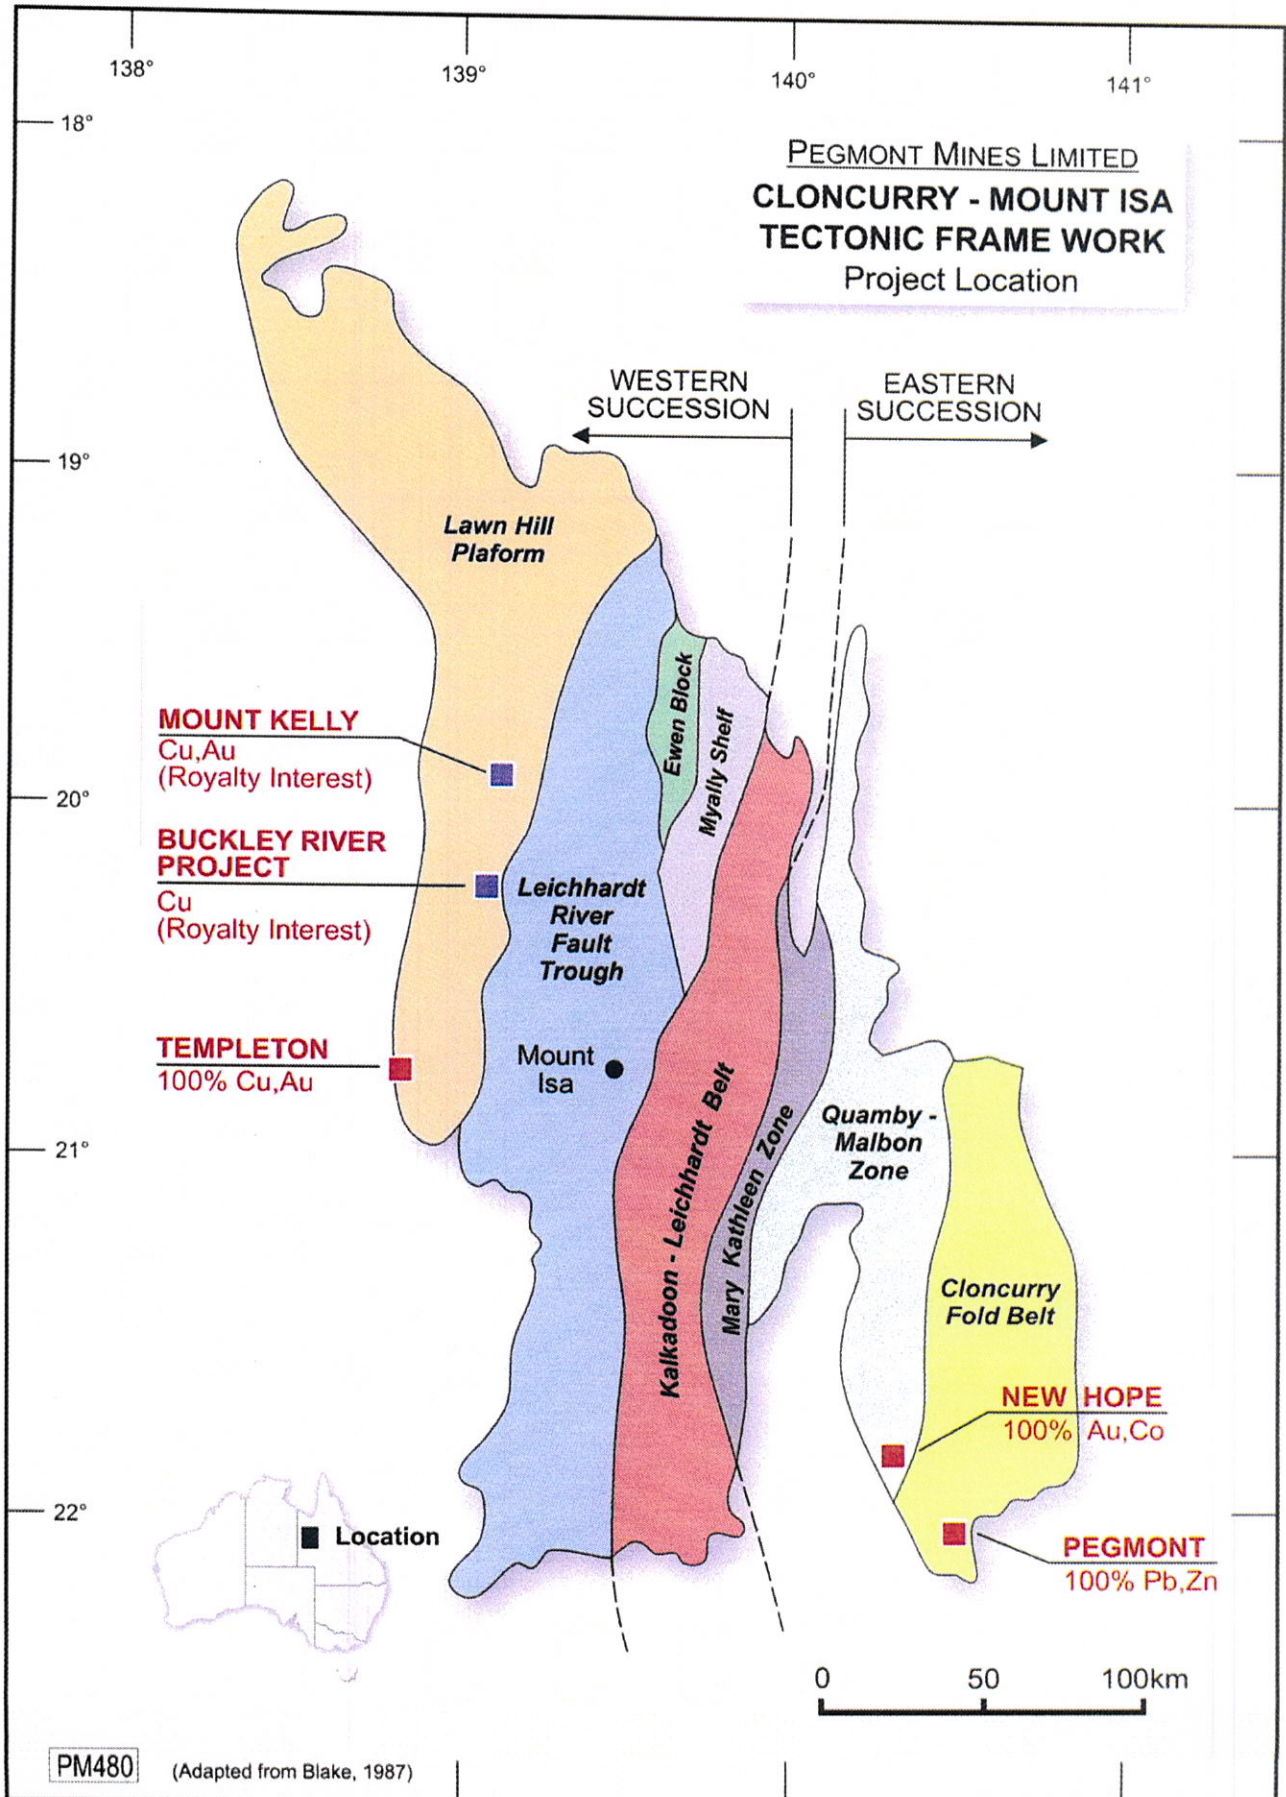 138°
139°
140°
141°
18°
PEGMONT MINES LIMITED
CLONCURRY - MOUNT ISA
TECTONIC FRAME WORK
Project Location
WESTERN
SUCCESSION
EASTERN
SUCCESSION
19°
Lawn Hill
Plaform
Ewen Block
Myally Shelf
MOUNT KELLY
Cu,Au
(Royalty Interest)
20°
BUCKLEY RIVER
PROJECT
Cu
(Royalty Interest)
Leichhardt
River
Fault
Trough
TEMPLETON
100% Cu,Au
Mount
Isa
Kalkadoon - Leichhardt Belt
Mary Kathleen Zone
Quamby -
Malbon
Zone
21°
Cloncurry
Fold Belt
NEW HOPE
100% Au,Co
22°
Location
PEGMONT
100% Pb,Zn
0 50 100km
PM480
(Adapted from Blake, 1987)